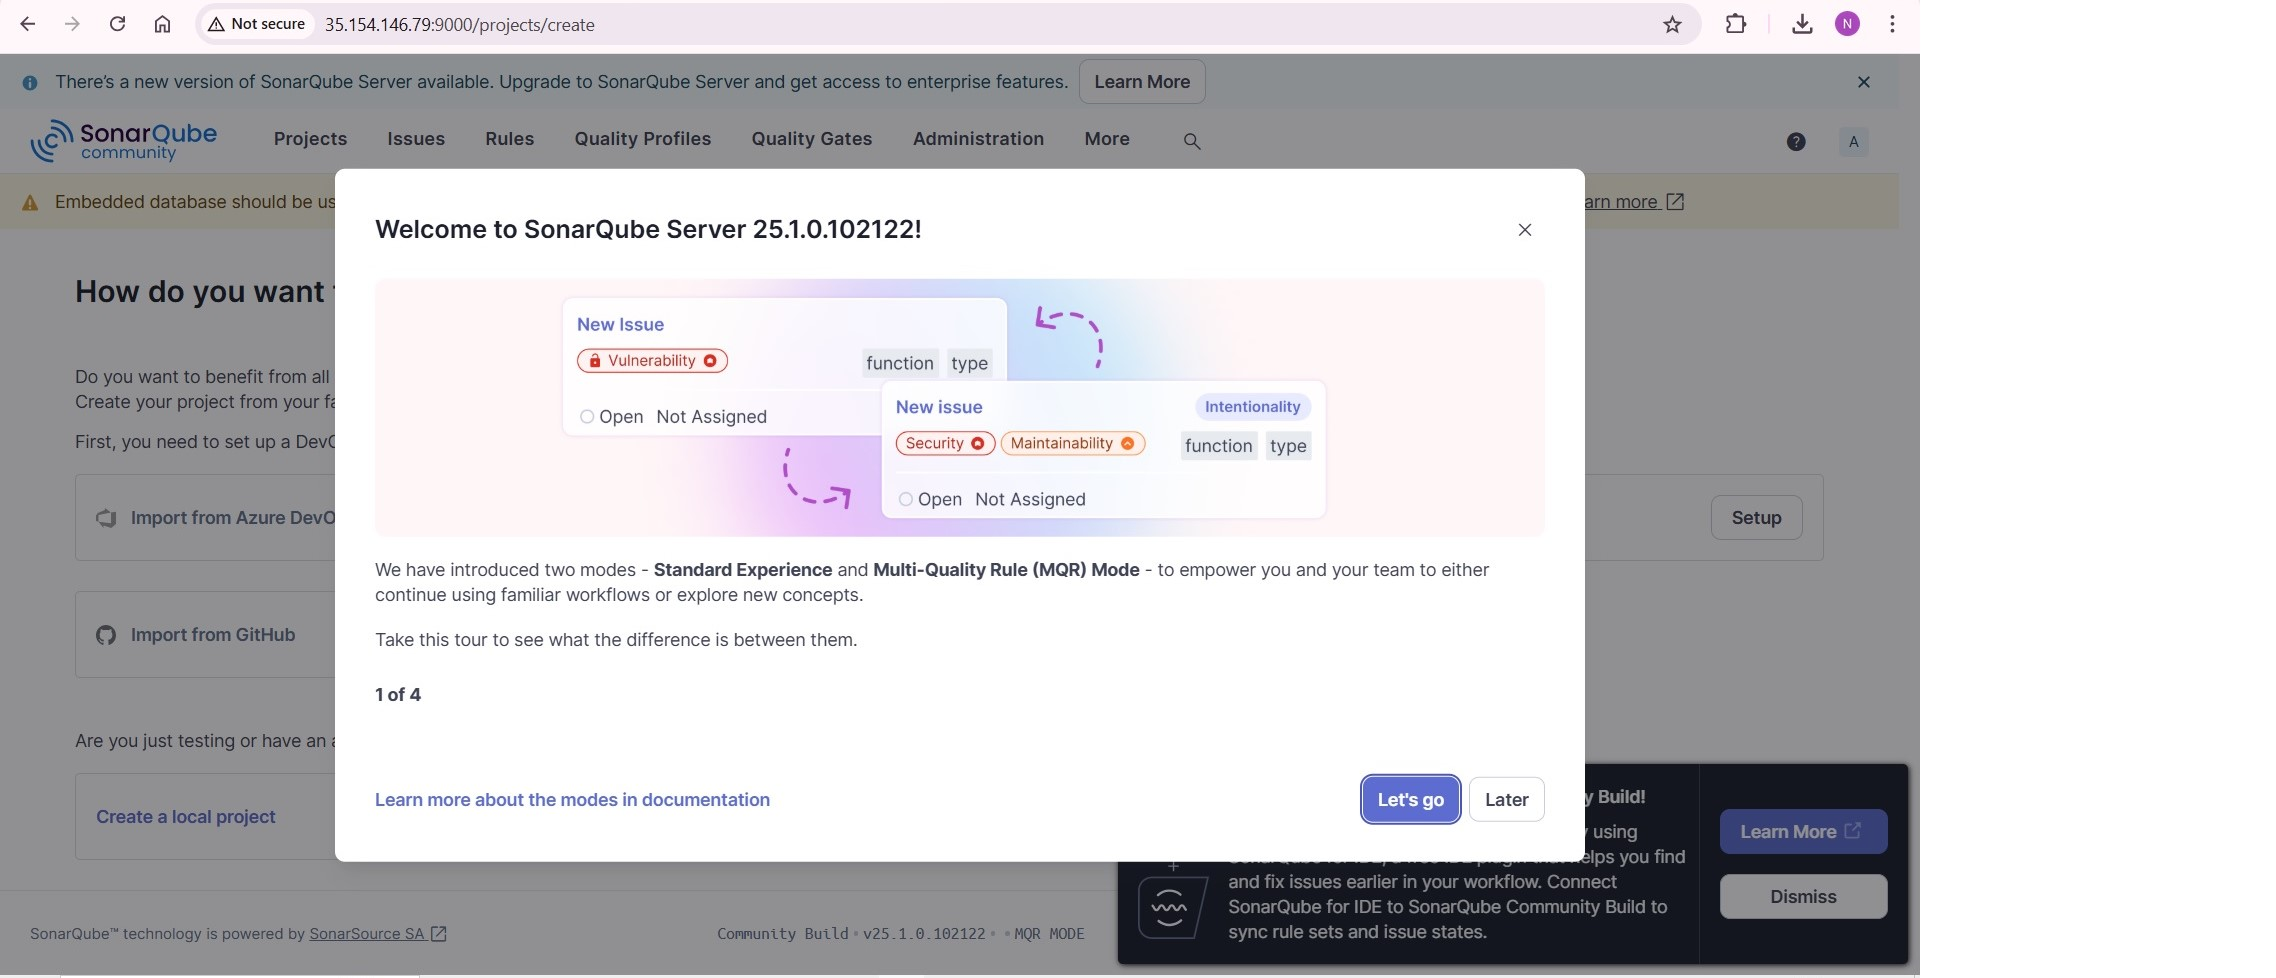 Not secure 35.154.146.79:9000/projects/create N
There's a new version of SonarQube Server available. Upgrade to SonarQube Server and get access to enterprise features. Learn More
SonarQube community
Projects Issues Rules Quality Profiles Quality Gates Administration More ? A
Embedded database should be us
arn more
Welcome to SonarQube Server 25.1.0.102122!
How do you want
New Issue
Vulnerability function type
Open Not Assigned
New issue Intentionality
Security Maintainability function type
Open Not Assigned
Do you want to benefit from all
Create your project from your fa
First, you need to set up a DevO
Import from Azure DevO
Setup
Import from GitHub
We have introduced two modes - Standard Experience and Multi-Quality Rule (MQR) Mode - to empower you and your team to either
continue using familiar workflows or explore new concepts.
Take this tour to see what the difference is between them.
1 of 4
Are you just testing or have an a
Create a local project
Learn more about the modes in documentation
Let's go Later
y Build!
using
elps you find
and fix issues earlier in your workflow. Connect
SonarQube for IDE to SonarQube Community Build to
sync rule sets and issue states.
Learn More
Dismiss
SonarQube™ technology is powered by SonarSource SA
Community Build • v25.1.0.102122 • • MQR MODE